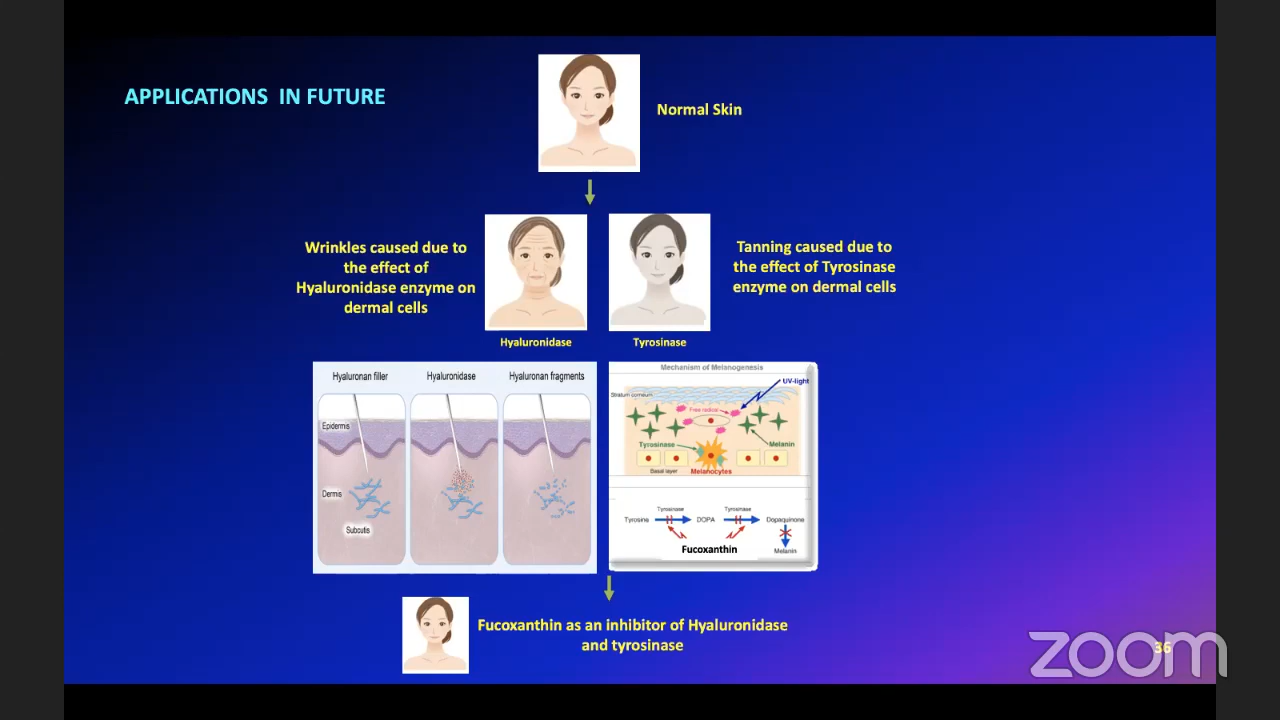 APPLICATIONS IN FUTURE
Normal Skin
Wrinkles caused due to
the effect of
Hyaluronidase enzyme on
dermal cells
Tanning caused due to
the effect of Tyrosinase
enzyme on dermal cells
Hyaluronidase
Tyrosinase
Hyaluronan filler
Hyaluronidase
Hyaluronan fragments
Epidermis
Dermis
Subcutis
Mechanism of Melanogenesis
UV-light
Stratum corneum
Free radical
Tyrosinase
Melanin
Basal layer
Melanocytes
Tyrosinase
Tyrosinase
Tyrosine
DOPA
Dopaquinone
Fucoxanthin
Melanin
Fucoxanthin as an inhibitor of Hyaluronidase
and tyrosinase
36
zoom